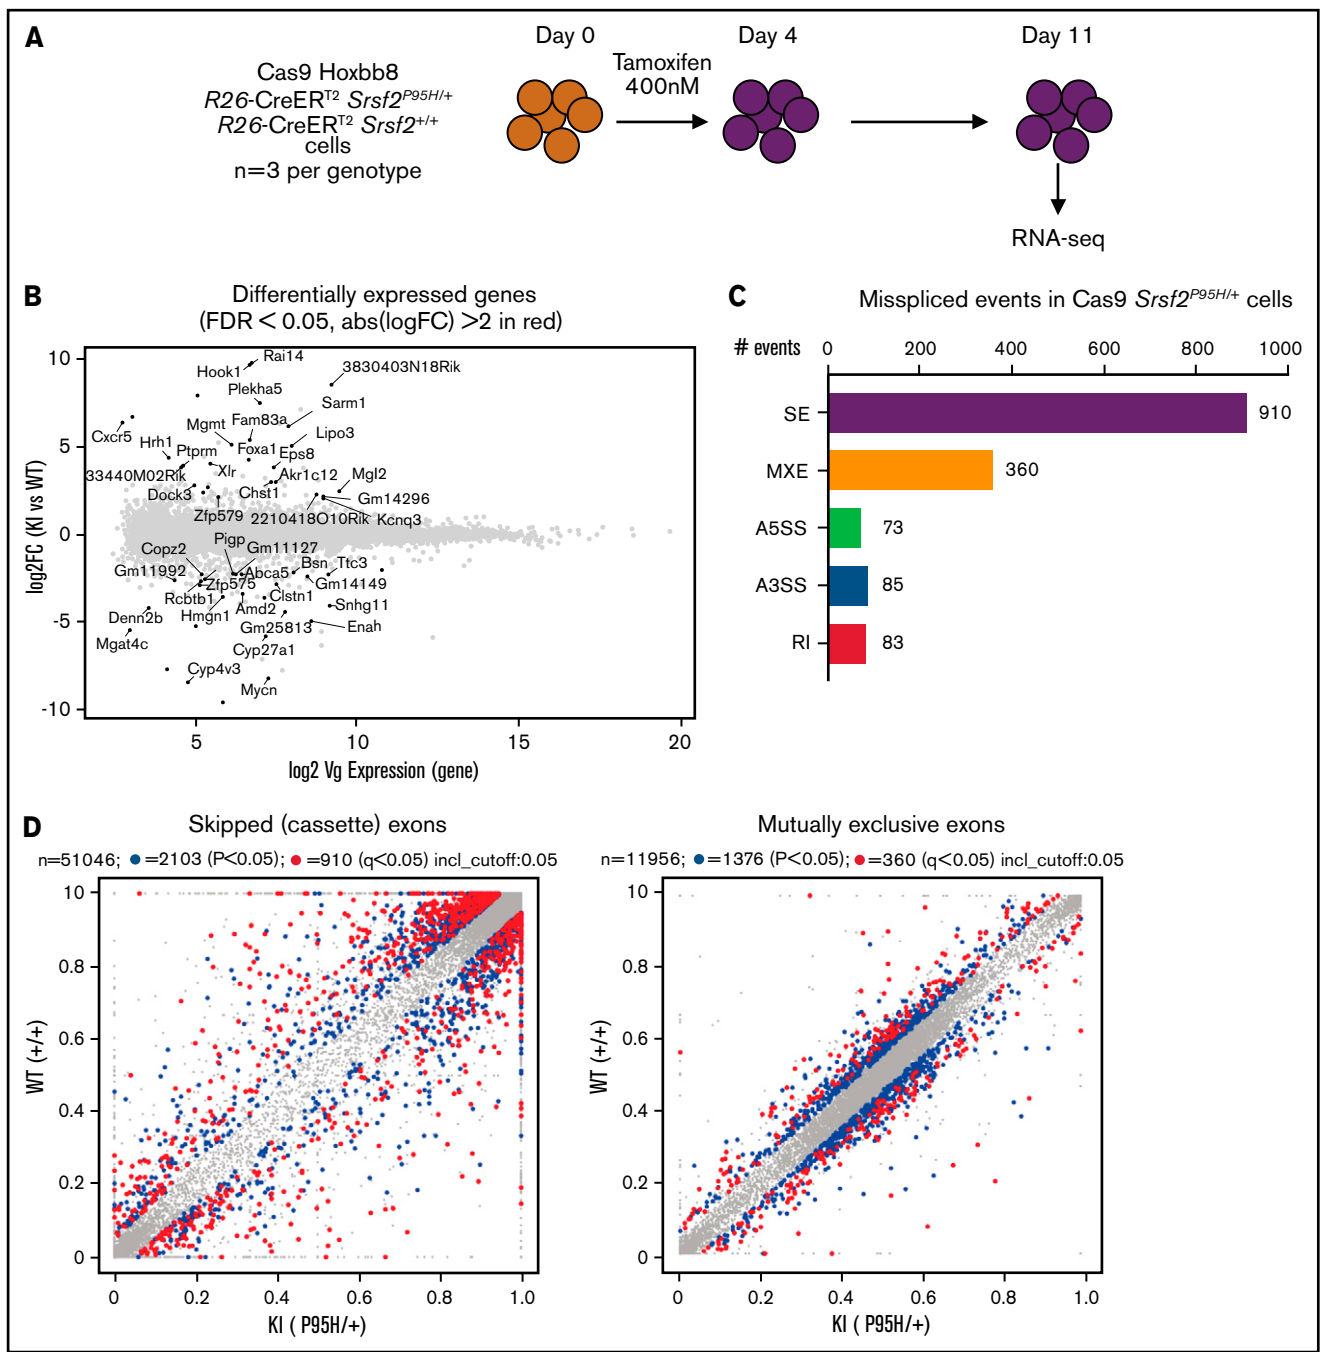 A
Day 0
Day 4
Day 11
Tamoxifen
400nM
Cas9 Hoxbb8
R26-CreERT2 Srsf2P95H/+
R26-CreERT2 Srsf2+/+
cells
n=3 per genotype
RNA-seq
B
Differentially expressed genes
(FDR < 0.05, abs(logFC) >2 in red)
log2FC (KI vs WT)
10
5
0
-5
-10
Rai14
Hook1
3830403N18Rik
Plekha5
Sarm1
Cxcr5
Mgmt
Fam83a
Lipo3
Hrh1
Ptprm
Foxa1
Eps8
33440M02Rik
Xlr
Akr1c12
Mgl2
Dock3
Chst1
Gm14296
Zfp579
2210418O10Rik
Kcnq3
Pigp
Copz2
Gm11127
Gm11992
Abca5
Bsn
Ttc3
Zfp575
Gm14149
Rcbtb1
Clstn1
Hmgn1
Amd2
Snhg11
Denn2b
Gm25813
Enah
Mgat4c
Cyp27a1
Cyp4v3
Mycn
5
10
15
20
log2 Vg Expression (gene)
C
Misspliced events in Cas9 Srsf2P95H/+ cells
# events
0
200
400
600
800
1000
SE
910
MXE
360
A5SS
73
A3SS
85
RI
83
D
Skipped (cassette) exons
n=51046; =2103 (P<0.05); =910 (q<0.05) incl_cutoff:0.05
WT (+/+)
10
0.8
0.6
0.4
0.2
0
0
0.2
0.4
0.6
0.8
1.0
KI ( P95H/+)
Mutually exclusive exons
n=11956; =1376 (P<0.05); =360 (q<0.05) incl_cutoff:0.05
WT (+/+)
10
0.8
0.6
0.4
0.2
0
0
0.2
0.4
0.6
0.8
1.0
KI ( P95H/+)